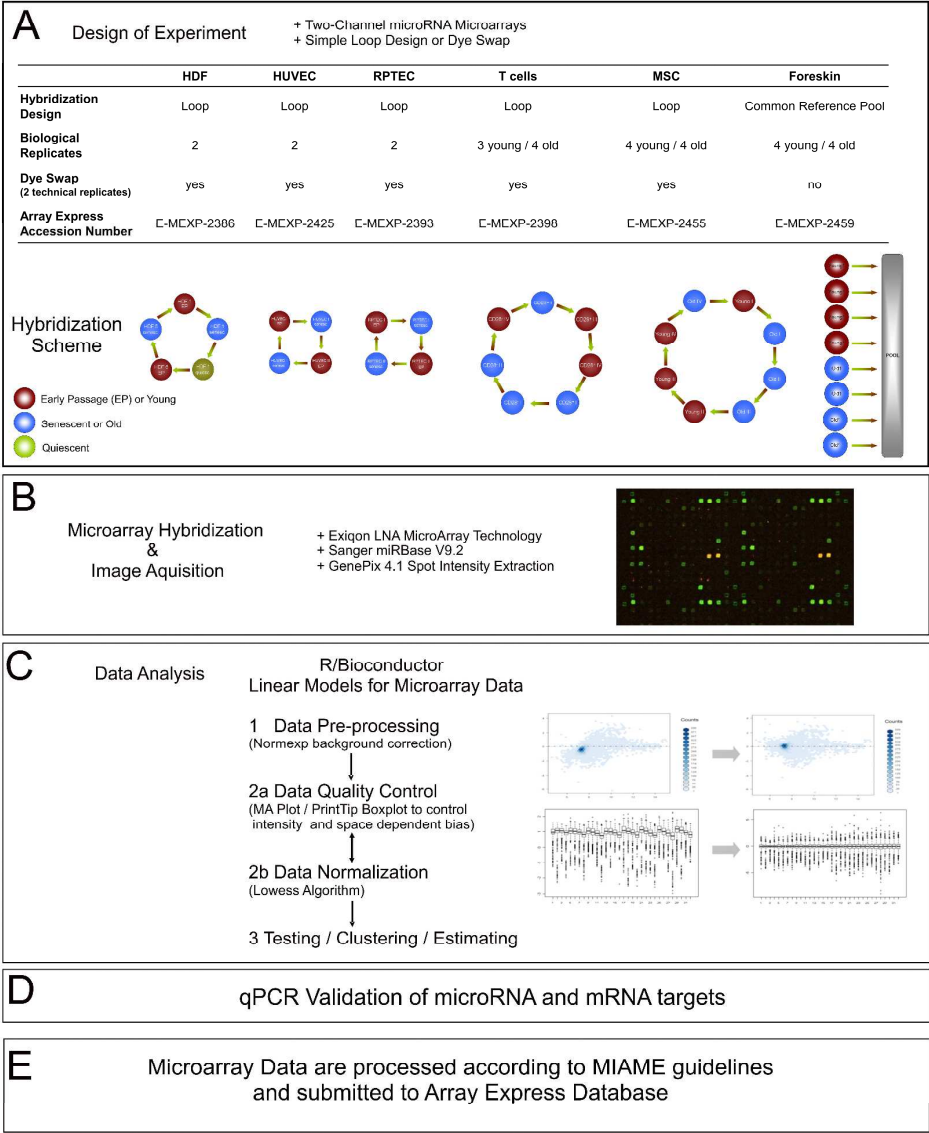 A
Design of Experiment
+ Two-Channel microRNA Microarrays
+ Simple Loop Design or Dye Swap
HDF HUVEC RPTEC T cells MSC Foreskin
Hybridization Design Loop Loop Loop Loop Loop Common Reference Pool
Biological Replicates 2 2 2 3 young / 4 old 4 young / 4 old 4 young / 4 old
Dye Swap (2 technical replicates) yes yes yes yes yes no
Array Express Accession Number E-MEXP-2386 E-MEXP-2425 E-MEXP-2393 E-MEXP-2398 E-MEXP-2455 E-MEXP-2459
Hybridization
Scheme
POOL
Early Passage (EP) or Young
Senescent or Old
Quiescent
B
Microarray Hybridization
&
Image Aquisition
+ Exiqon LNA MicroArray Technology
+ Sanger miRBase V9.2
+ GenePix 4.1 Spot Intensity Extraction
C
Data Analysis
R/Bioconductor
Linear Models for Microarray Data
1 Data Pre-processing
(Normexp background correction)
2a Data Quality Control
(MA Plot / PrintTip Boxplot to control
intensity and space dependent bias)
2b Data Normalization
(Lowess Algorithm)
3 Testing / Clustering / Estimating
Counts
Counts
D
qPCR Validation of microRNA and mRNA targets
E
Microarray Data are processed according to MIAME guidelines
and submitted to Array Express Database